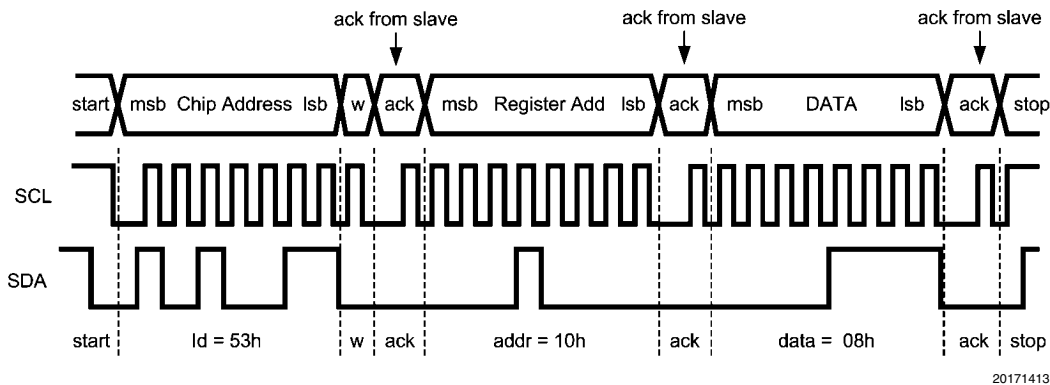 ack from slave ack from slave ack from slave
start msb Chip Address lsb w ack msb Register Add lsb ack msb DATA lsb ack stop
SCL
SDA
start Id = 53h w ack addr = 10h ack data = 08h ack stop
20171413